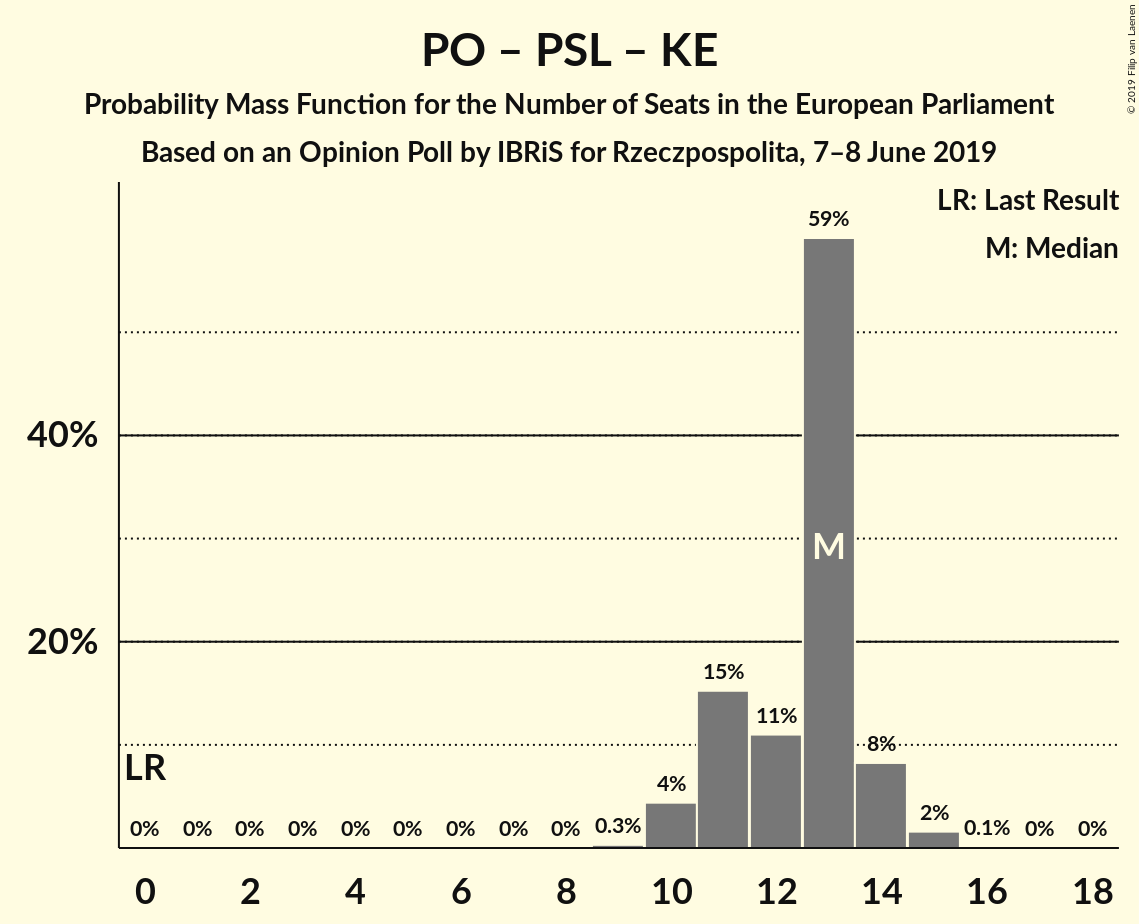 PO – PSL – KE
Probability Mass Function for the Number of Seats in the European Parliament
Based on an Opinion Poll by IBRiS for Rzeczpospolita, 7–8 June 2019
© 2019 Filip van Laenen
LR: Last Result
M: Median
59%
40%
M
20%
15%
11%
8%
LR
4%
2%
0% 0% 0% 0% 0% 0% 0% 0% 0% 0.3% 0.1% 0% 0%
0 2 4 6 8 10 12 14 16 18